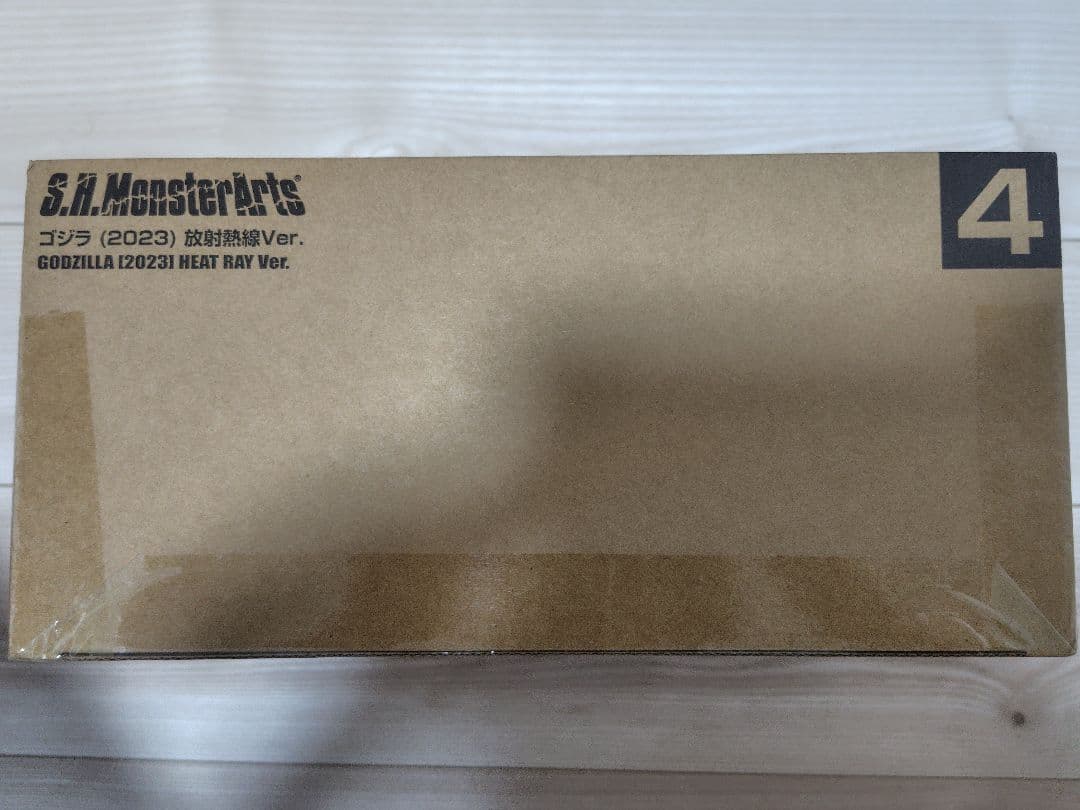 S.H.MonsterArts®
ゴジラ (2023) 放射熱線Ver.
GODZILLA [2023] HEAT RAY Ver.
4